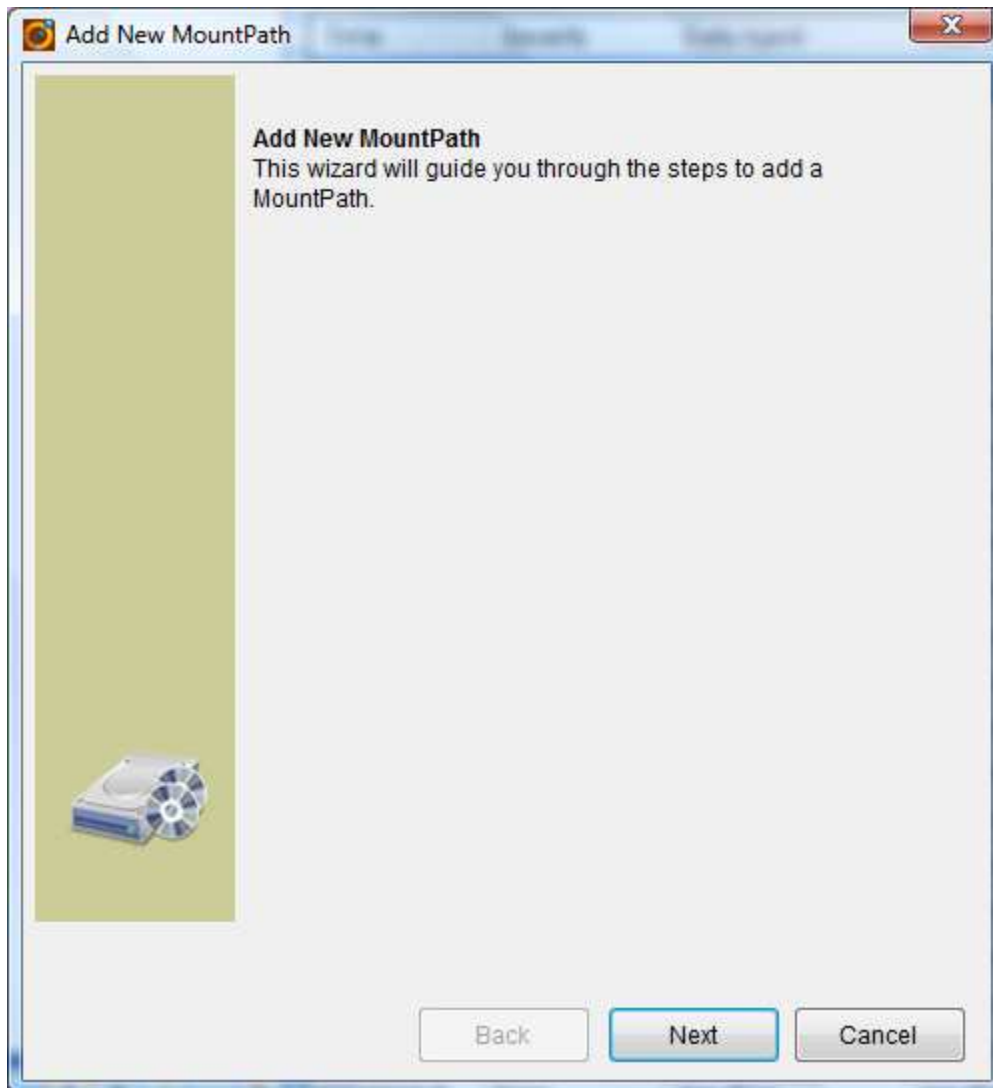 Add New MountPath
Add New MountPath
This wizard will guide you through the steps to add a
MountPath.
Back
Next
Cancel